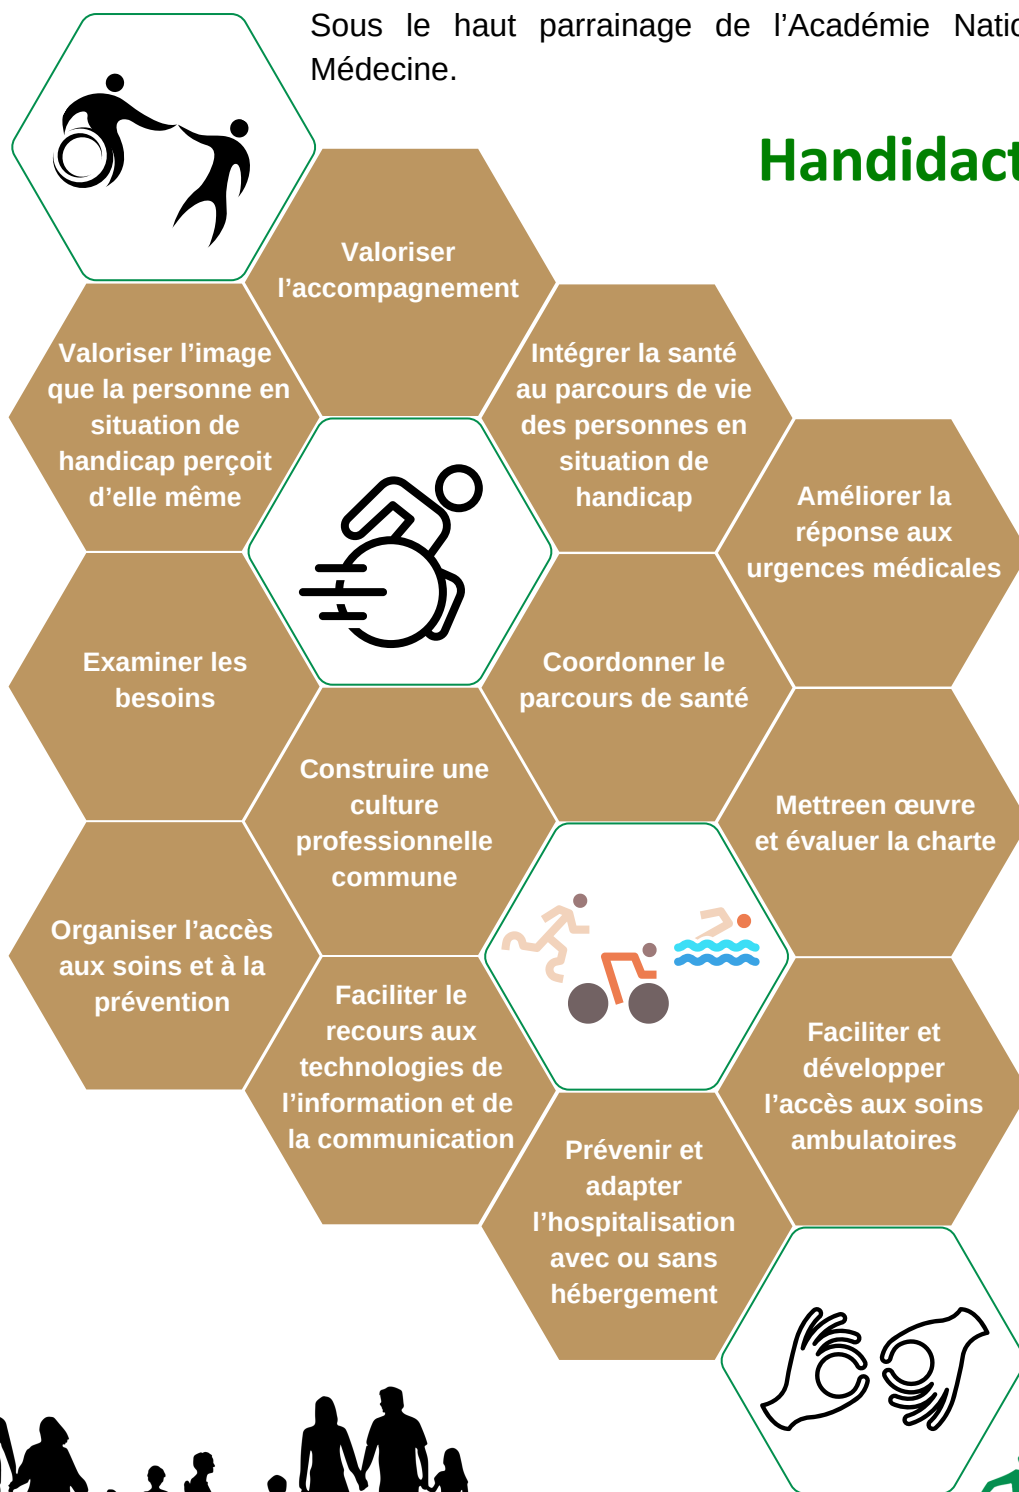 Sous le haut parrainage de l’Académie
Médecine.
Handidact
Valoriser
l’accompagnement
Valoriser l’image
que la personne en
situation de
handicap perçoit
d’elle même
Intégrer la santé
au parcours de vie
des personnes en
situation de
handicap
Améliorer la
réponse aux
urgences médicales
Examiner les
besoins
Coordonner le
parcours de santé
Construire une
culture
professionnelle
commune
Mettreen œuvre
et évaluer la charte
Organiser l’accès
aux soins et à la
prévention
Faciliter le
recours aux
technologies de
l’information et de
la communication
Faciliter et
développer
l’accès aux soins
ambulatoires
Prévenir et
adapter
l’hospitalisation
avec ou sans
hébergement